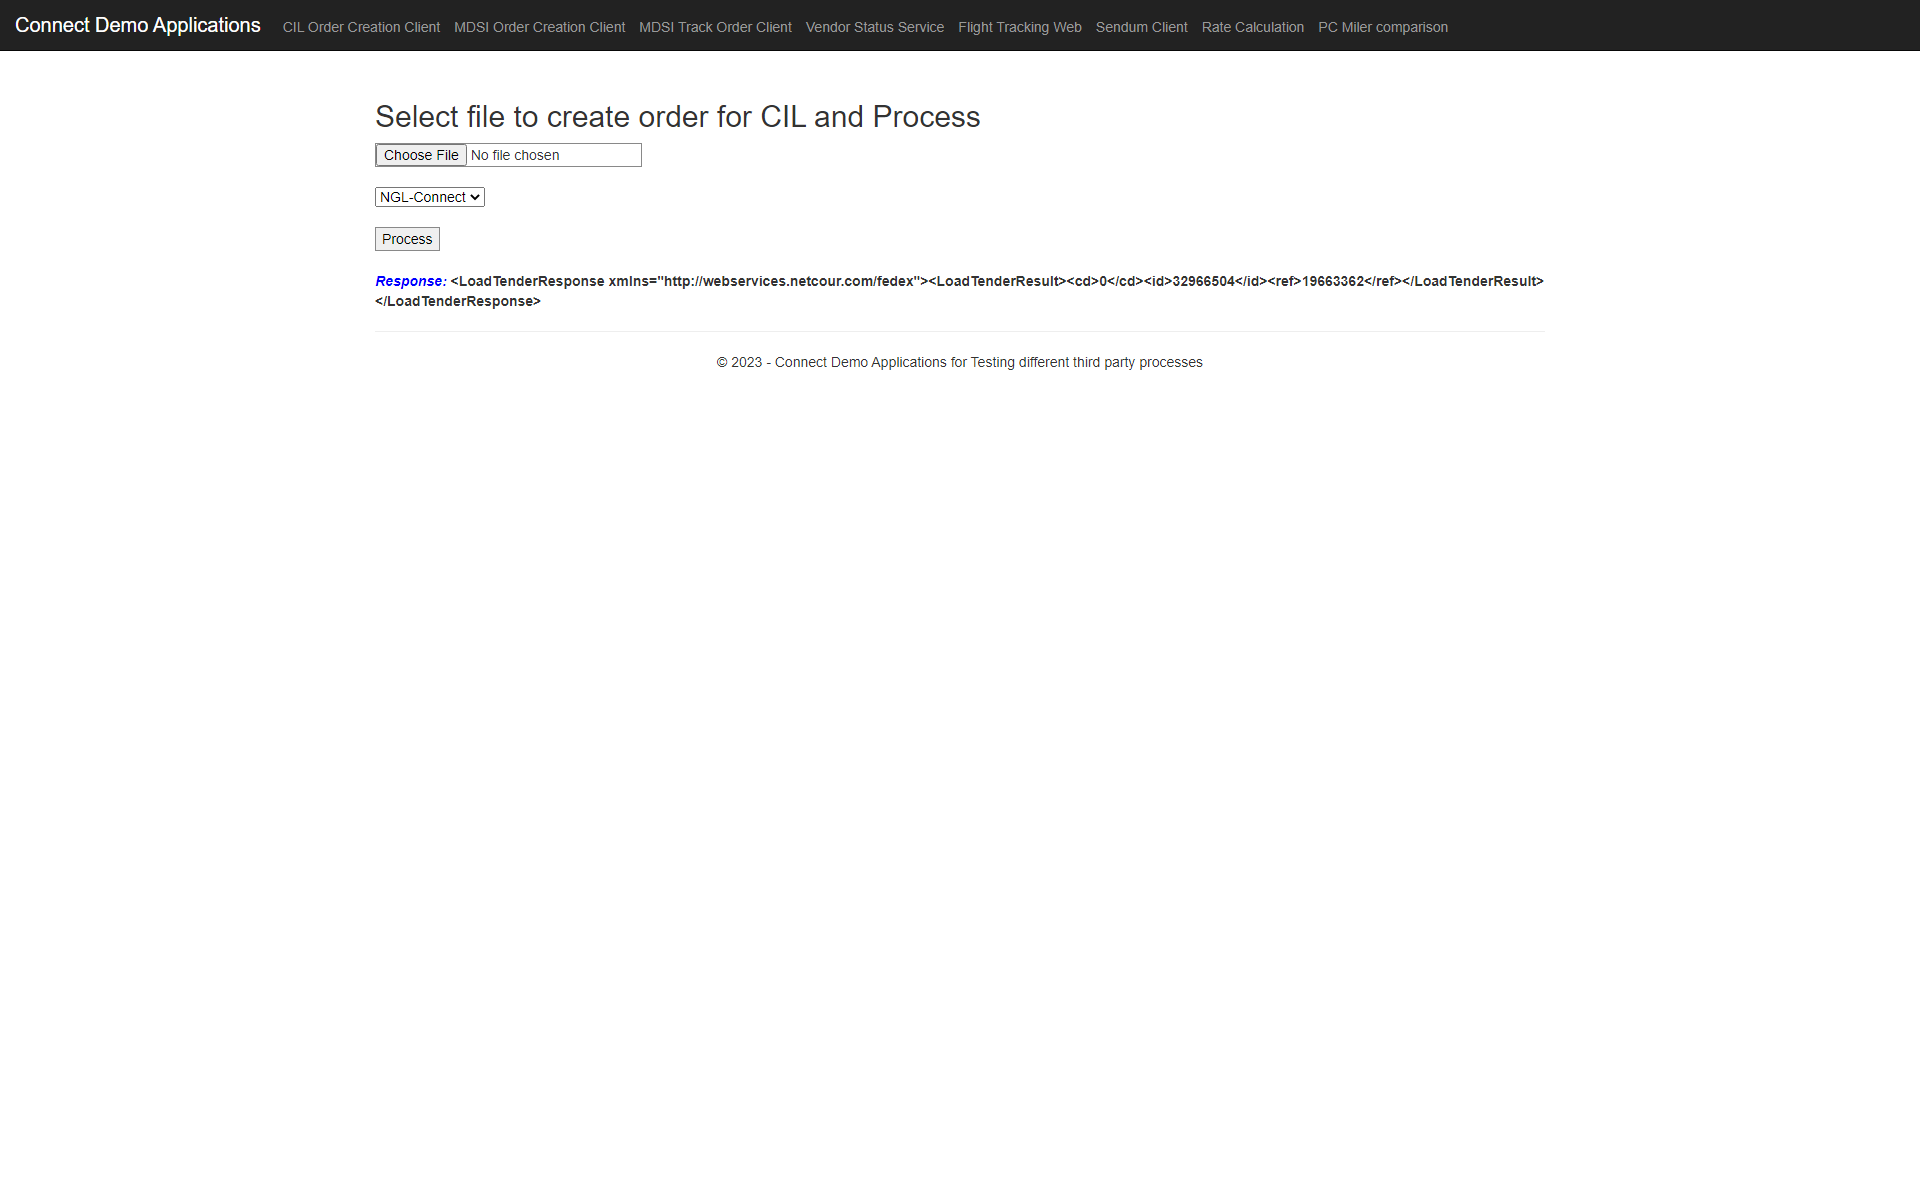 Connect Demo Applications CIL Order Creation Client MDSI Order Creation Client MDSI Track Order Client Vendor Status Service Flight Tracking Web Sendum Client Rate Calculation PC Miler comparison
Select file to create order for CIL and Process
Choose File No file chosen
NGL-Connect
Process
Response: <LoadTenderResponse xmlns="http://webservices.netcour.com/fedex"><LoadTenderResult><cd>0</cd><id>32966504</id><ref>19663362</ref></LoadTenderResult>
</LoadTenderResponse>
© 2023 - Connect Demo Applications for Testing different third party processes